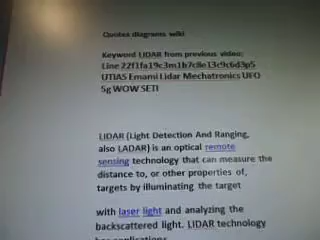 Quotes diagrams wiki
Keyword LIDAR from previous video:
Line 22f1fa19c3m1b7c8e13c9c6d3p5
UTIAS Emami Lidar Mechatronics UFO
5g WOW SETI
LIDAR (Light Detection And Ranging,
also LADAR) is an optical remote
sensing technology that can measure the
distance to, or other properties of,
targets by illuminating the target
with laser light and analyzing the
backscattered light. LIDAR technology
has applications